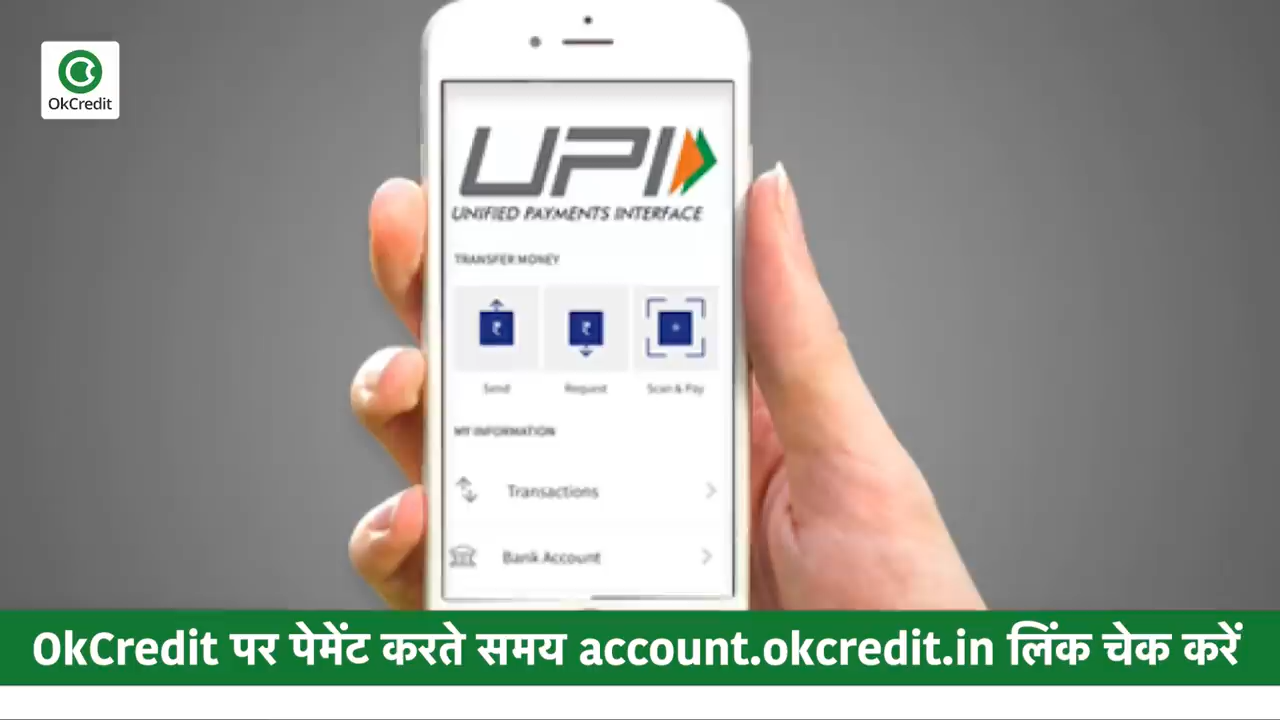 OkCredit
UPI
UNIFIED PAYMENTS INTERFACE
TRANSFER MONEY
₹
₹
Send
Request
Scan & Pay
MY INFORMATION
Transactions
Bank Account
OkCredit पर पेमेंट करते समय account.okcredit.in लिंक चेक करें